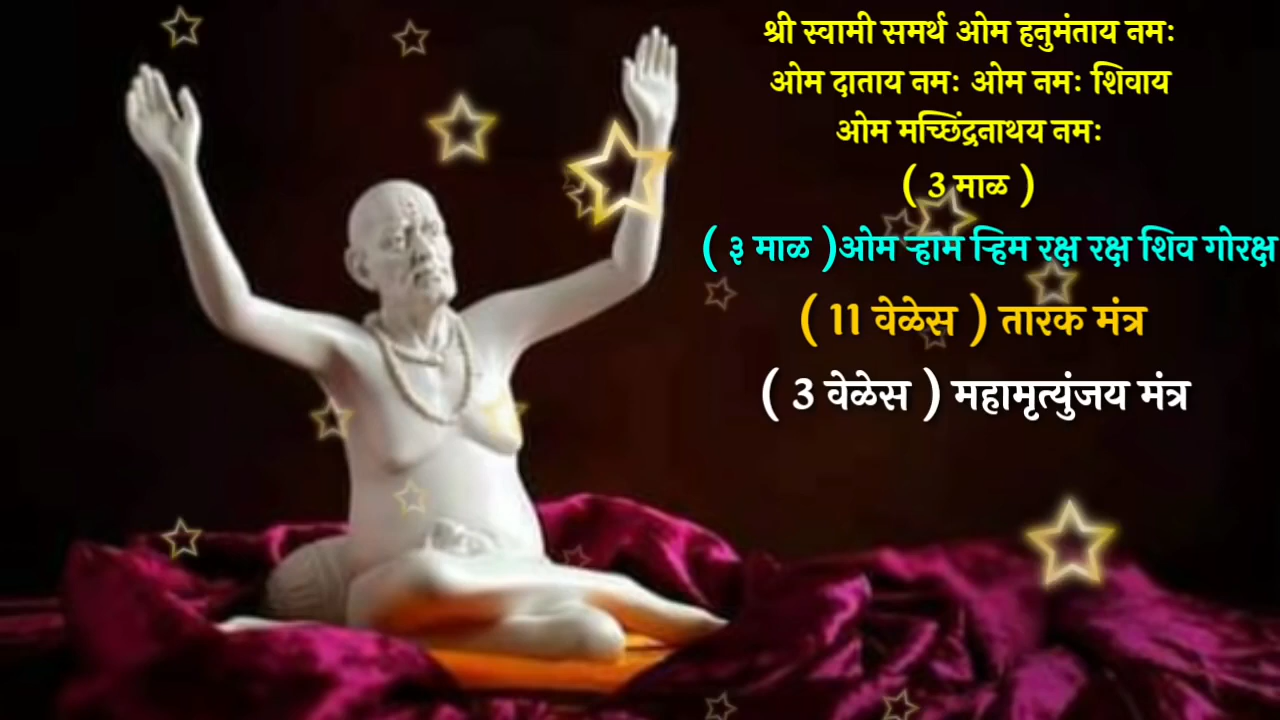 श्री स्वामी समर्थ ओम हनुमंताय नमः
ओम दाताय नमः ओम नमः शिवाय
ओम मच्छिंद्रनाथय नमः
( 3 माळ )
( ३ माळ )ओम ऱ्हाम ऱ्हिम रक्ष रक्ष शिव गोरक्ष
( 11 वेळेस ) तारक मंत्र
( 3 वेळेस ) महामृत्युंजय मंत्र